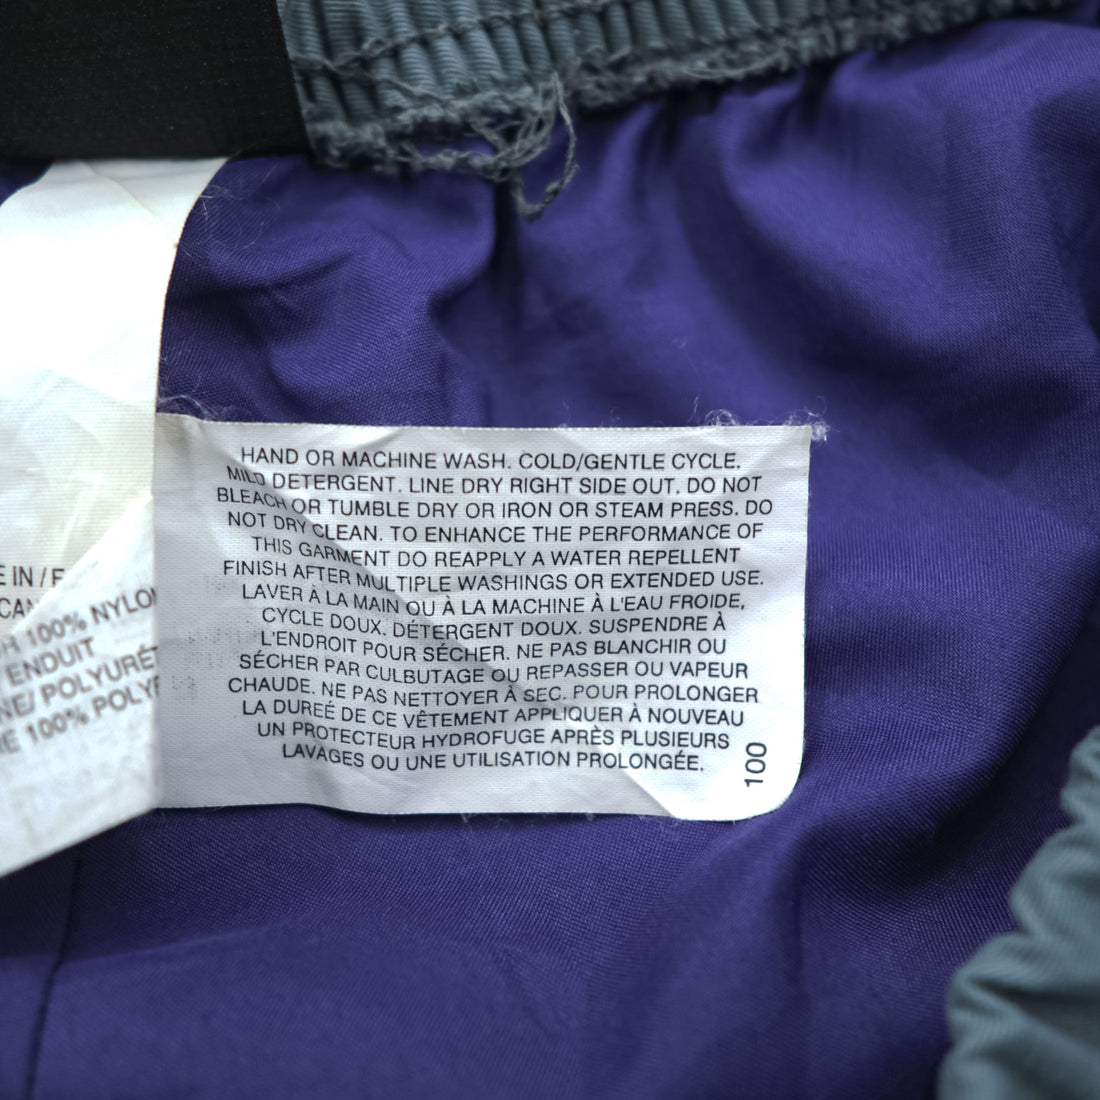 HAND OR MACHINE WASH. COLD/GENTLE CYCLE.
MILD DETERGENT. LINE DRY RIGHT SIDE OUT. DO NOT
BLEACH OR TUMBLE DRY OR IRON OR STEAM PRESS. DO
NOT DRY CLEAN. TO ENHANCE THE PERFORMANCE OF
THIS GARMENT DO REAPPLY A WATER REPELLENT
FINISH AFTER MULTIPLE WASHINGS OR EXTENDED USE.
LAVER À LA MAIN OU À LA MACHINE À L'EAU FROIDE,
CYCLE DOUX. DÉTERGENT DOUX. SUSPENDRE À
L'ENDROIT POUR SÉCHER. NE PAS BLANCHIR OU
SÉCHER PAR CULBUTAGE OU REPASSER OU VAPEUR
CHAUDE. NE PAS NETTOYER À SEC. POUR PROLONGER
LA DUREÉ DE CE VÊTEMENT APPLIQUER À NOUVEAU
UN PROTECTEUR HYDROFUGE APRÈS PLUSIEURS
LAVAGES OU UNE UTILISATION PROLONGÉE.
100
IN /
100% NYLO
ENDUIT
POLYURÉT
100% POLY